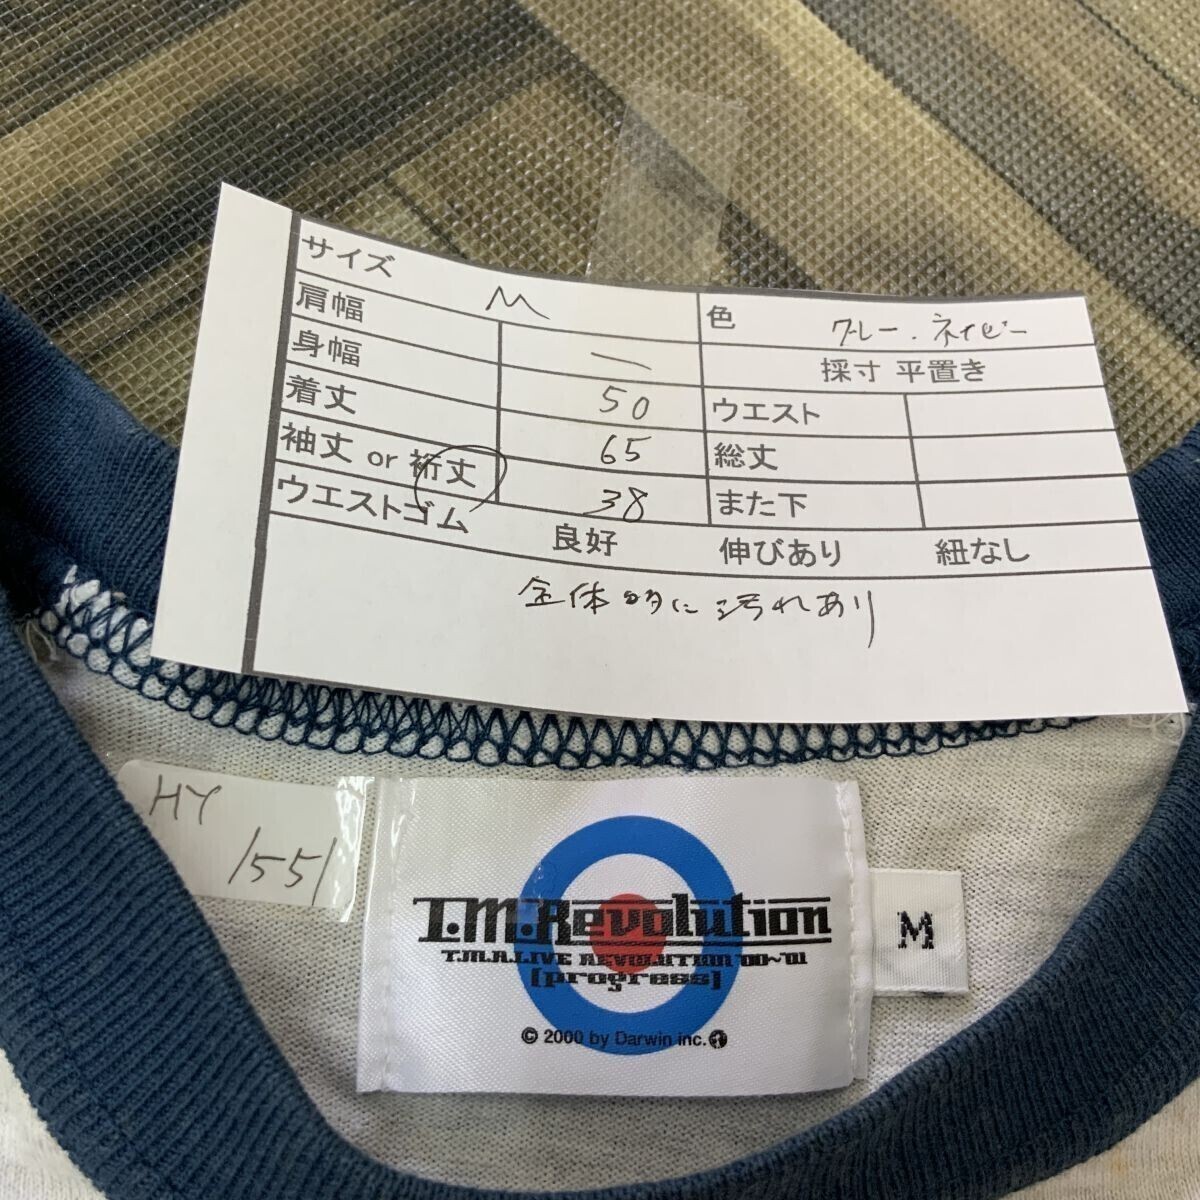 サイズ M 色 グレー.ネイビー
肩幅 ー 採寸 平置き
身幅 50 ウエスト
着丈 65 総丈
袖丈 or 裄丈 38 また下
ウエストゴム 良好 伸びあり 紐なし
全体的に汚れあり
HY
1551
T.M.Revolution
T.M.R.LIVE REVOLUTION '00~'01
[progress]
© 2000 by Darwin inc.
M